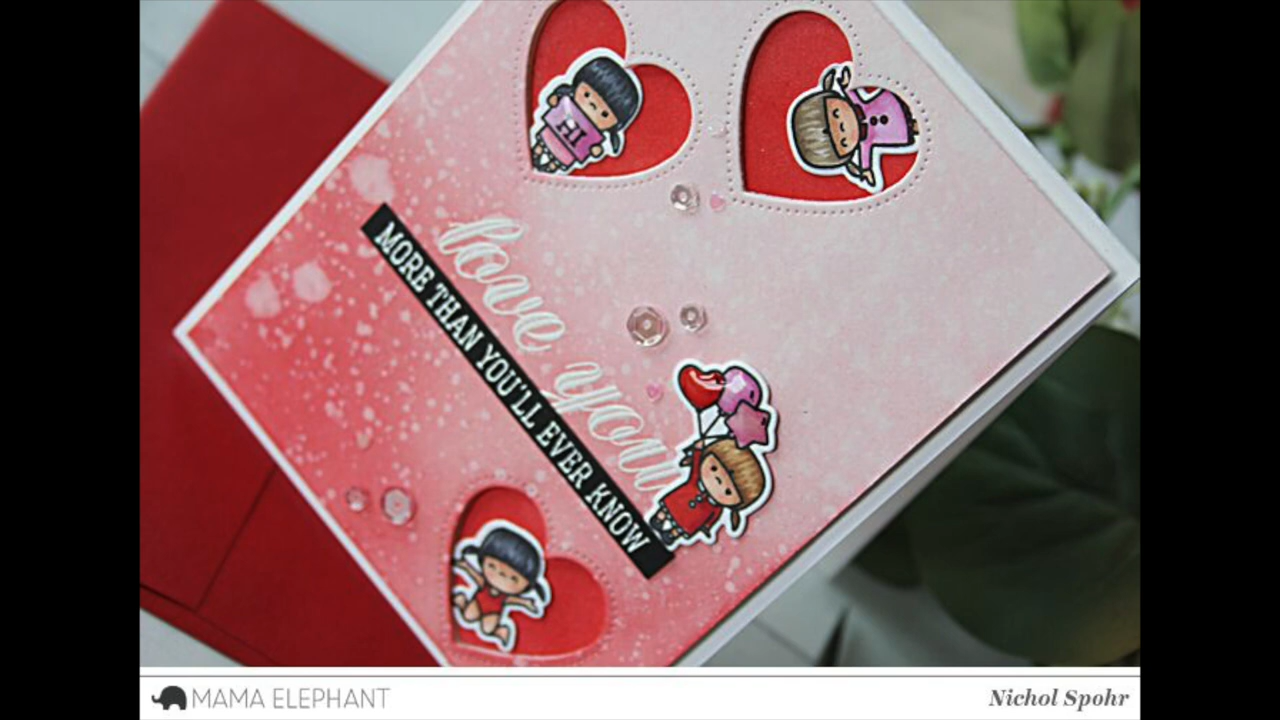 HI
love you
MORE THAN YOU'LL EVER KNOW
MAMA ELEPHANT
Nichol Spohr